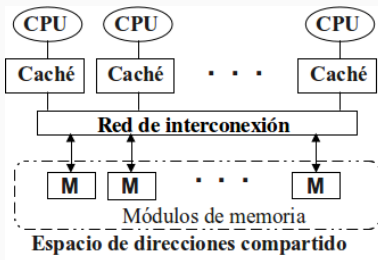 CPU CPU CPU
Caché Caché . . . Caché
Red de interconexión
M M . . . M
Módulos de memoria
Espacio de direcciones compartido